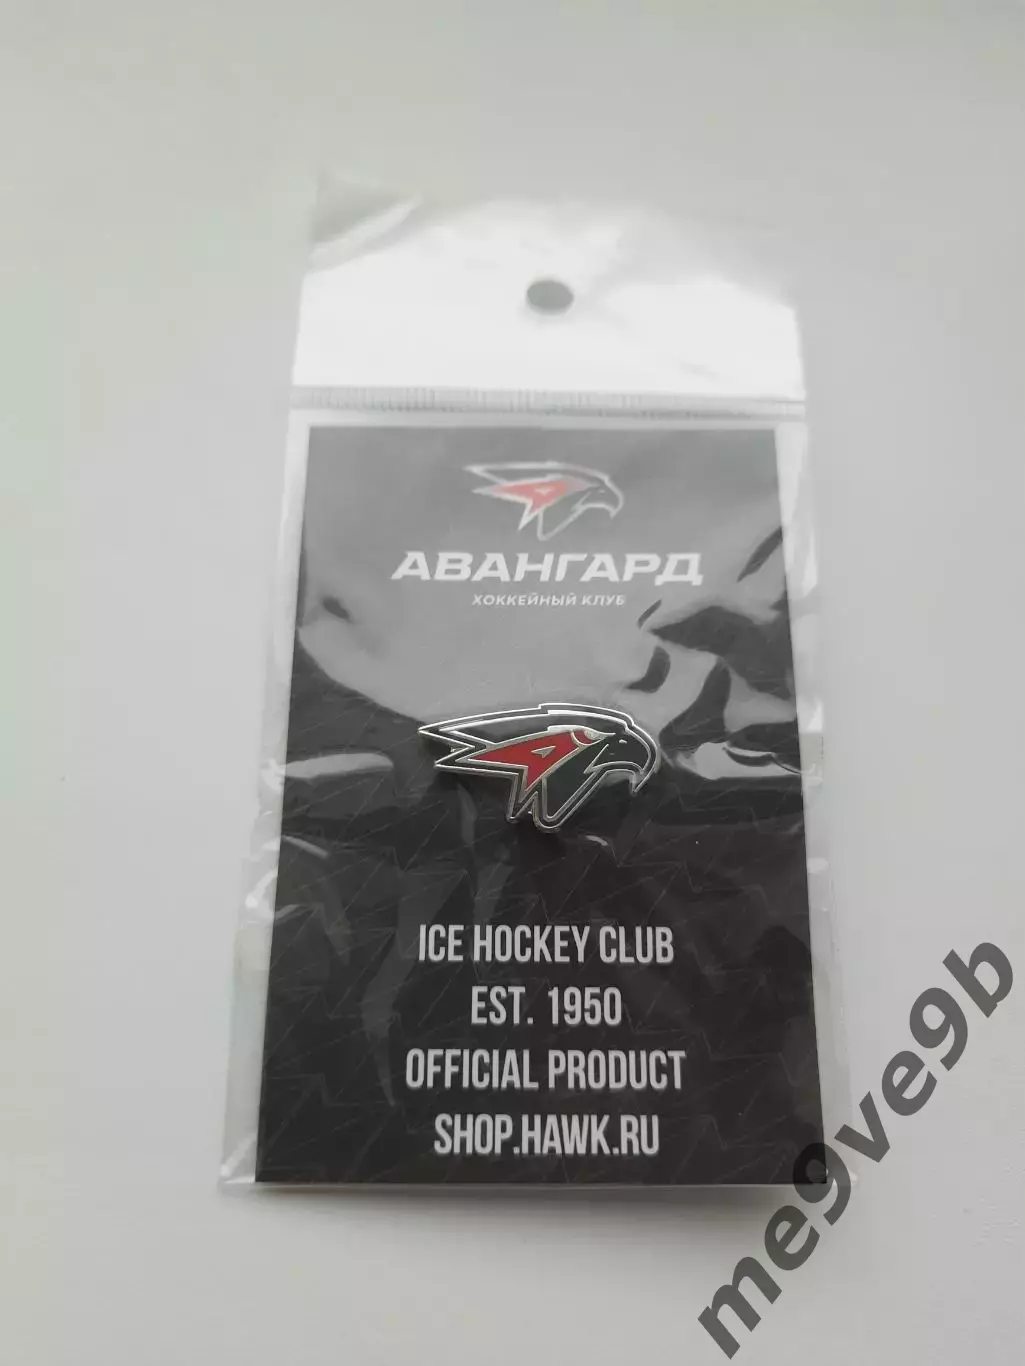 АВАНГАРД
ХОККЕЙНЫЙ КЛУБ
ICE HOCKEY CLUB
EST. 1950
OFFICIAL PRODUCT
SHOP.HAWK.RU
me9ve9b